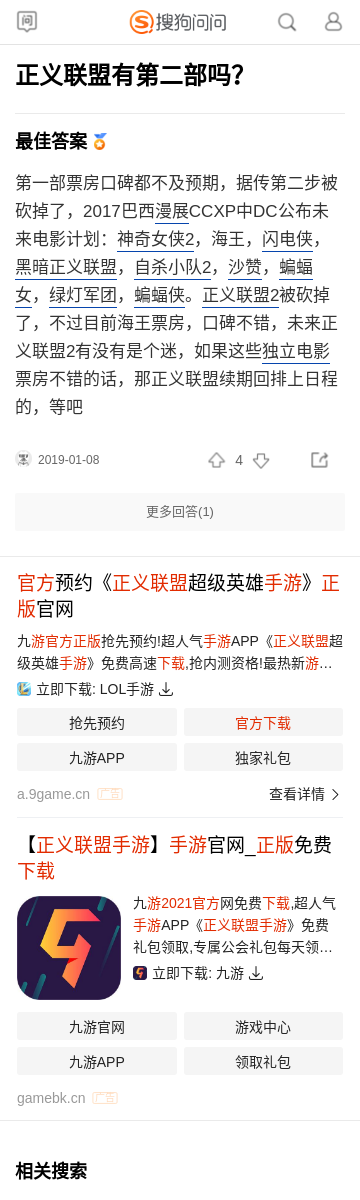 问
搜狗问问
正义联盟有第二部吗？
最佳答案
第一部票房口碑都不及预期，据传第二步被
砍掉了，2017巴西漫展CCXP中DC公布未
来电影计划：神奇女侠2，海王，闪电侠，
黑暗正义联盟，自杀小队2，沙赞，蝙蝠
女，绿灯军团，蝙蝠侠。正义联盟2被砍掉
了，不过目前海王票房，口碑不错，未来正
义联盟2有没有是个迷，如果这些独立电影
票房不错的话，那正义联盟续期回排上日程
的，等吧
2019-01-08
4
更多回答(1)
官方预约《正义联盟超级英雄手游》正
版官网
九游官方正版抢先预约!超人气手游APP《正义联盟超
级英雄手游》免费高速下载,抢内测资格!最热新游…
立即下载: LOL手游
抢先预约
官方下载
九游APP
独家礼包
a.9game.cn 广告
查看详情
【正义联盟手游】手游官网_正版免费
下载
九游2021官方网免费下载,超人气
手游APP《正义联盟手游》免费
礼包领取,专属公会礼包每天领…
立即下载: 九游
九游官网
游戏中心
九游APP
领取礼包
gamebk.cn 广告
相关搜索